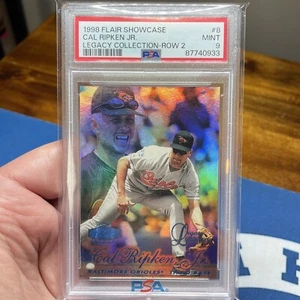 1998 FLAIR SHOWCASE #8
CAL RIPKEN JR. MINT
LEGACY COLLECTION-ROW 2 9
PSA 87740933
Cal Ripken, Jr.
BALTIMORE ORIOLES
PSA